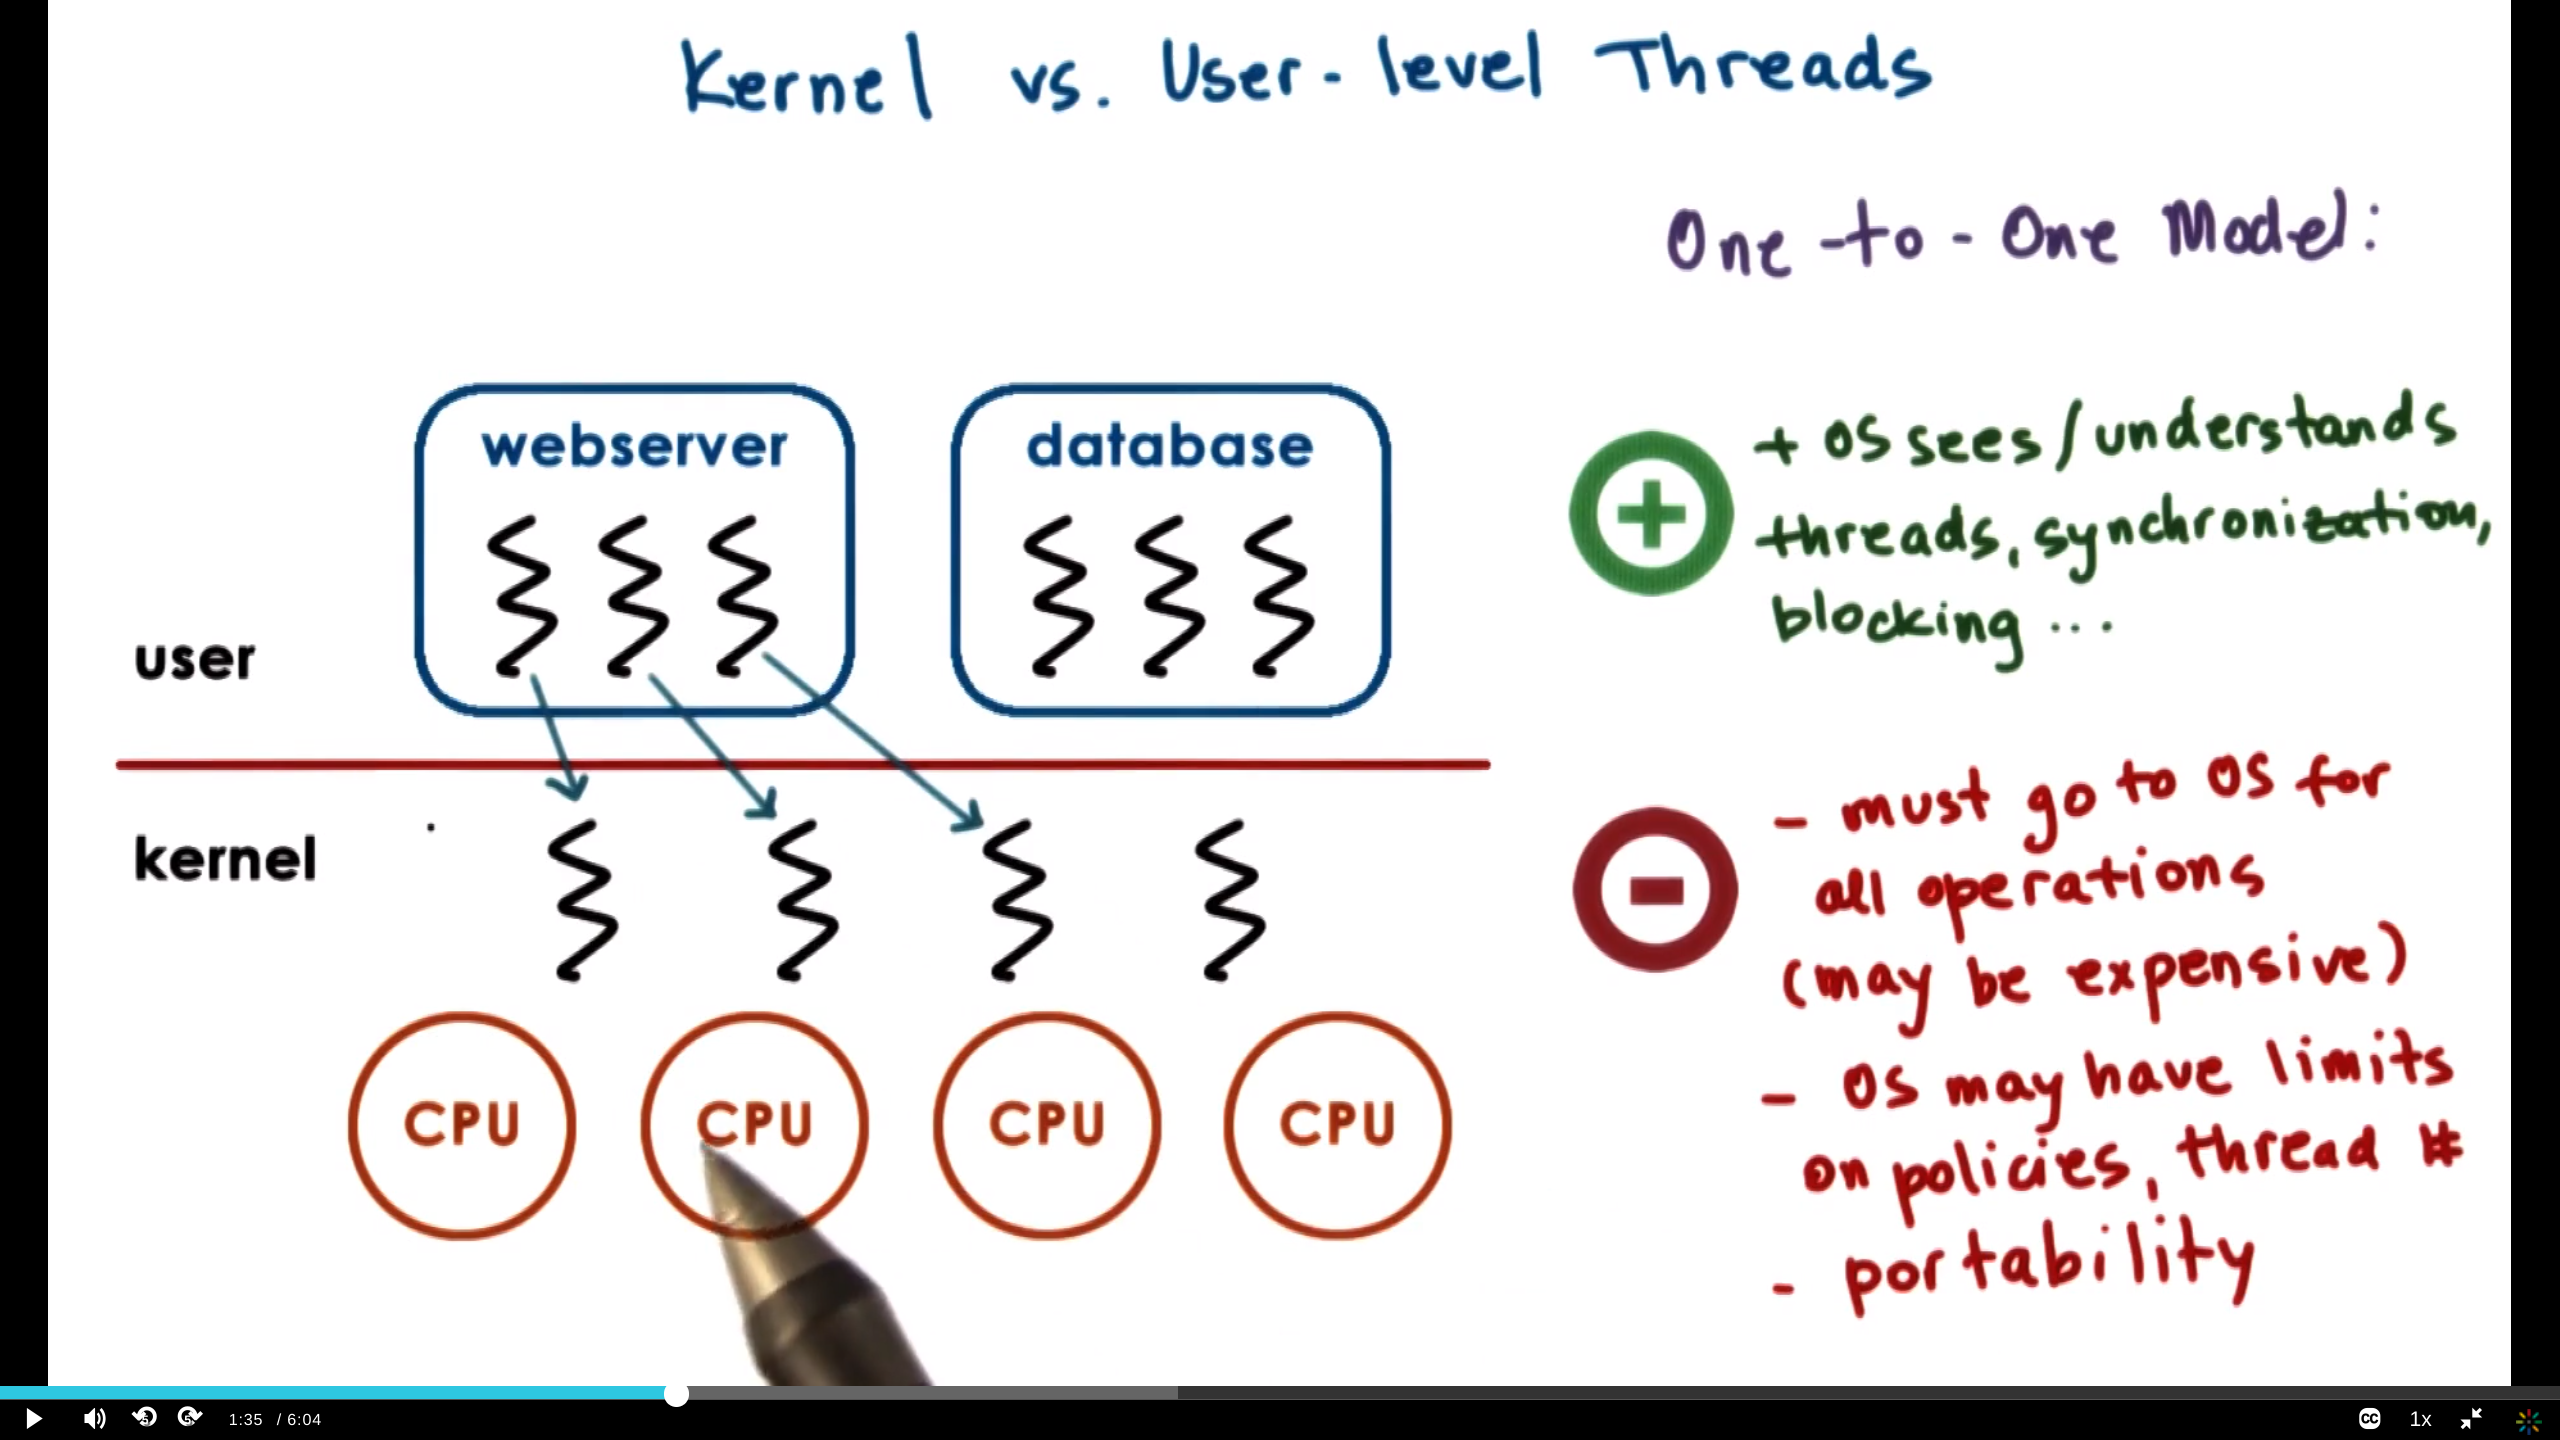 Kernel vs. User-level Threads
One-to-One Model:
webserver
database
+ OS sees/understands
threads, synchronization,
blocking ...
user
kernel
- must go to OS for
all operations
(may be expensive)
- OS may have limits
on policies, thread #
- portability
CPU CPU CPU CPU
1:35 / 6:04
CC
1x